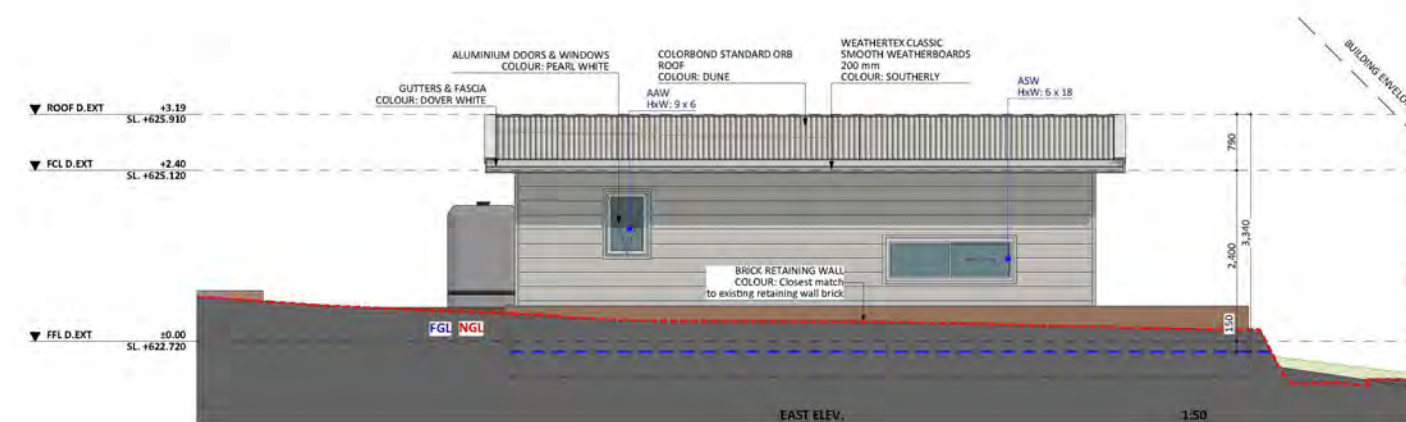 ALUMINIUM DOORS & WINDOWS
COLOUR: PEARL WHITE
COLORBOND STANDARD ORB
ROOF
COLOUR: DUNE
WEATHERTEX CLASSIC
SMOOTH WEATHERBOARDS
200 mm
COLOUR: SOUTHERLY
GUTTERS & FASCIA
COLOUR: DOVER WHITE
AAW
HxW: 9 x 6
ASW
HxW: 6 x 18
ROOF D.EXT +3.19
SL. +625.910
FCL D.EXT +2.40
SL. +625.120
790
2,400
3,340
150
BRICK RETAINING WALL
COLOUR: Closest match
to existing retaining wall brick
FGL NGL
FFL D.EXT ±0.00
SL. +622.720
EAST ELEV. 1:50
BUILDING